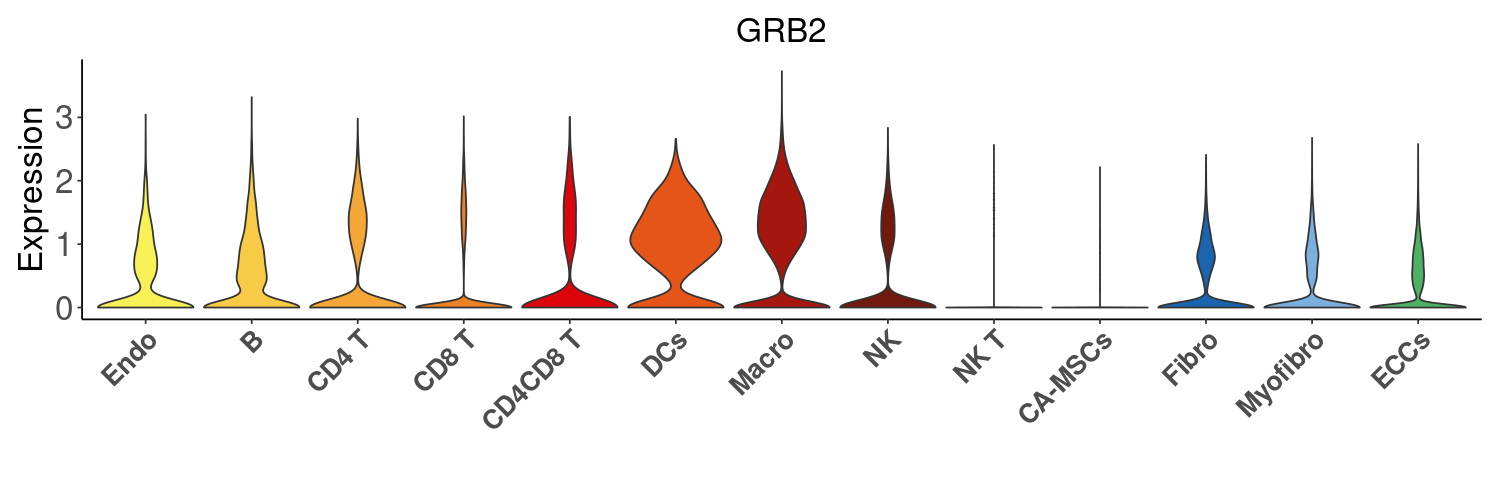 GRB2
Expression
3
2
1
0
Endo
B
CD4 T
CD8 T
CD4CD8 T
DCs
Macro
NK
NK T
CA-MSCs
Fibro
Myofibro
ECCs